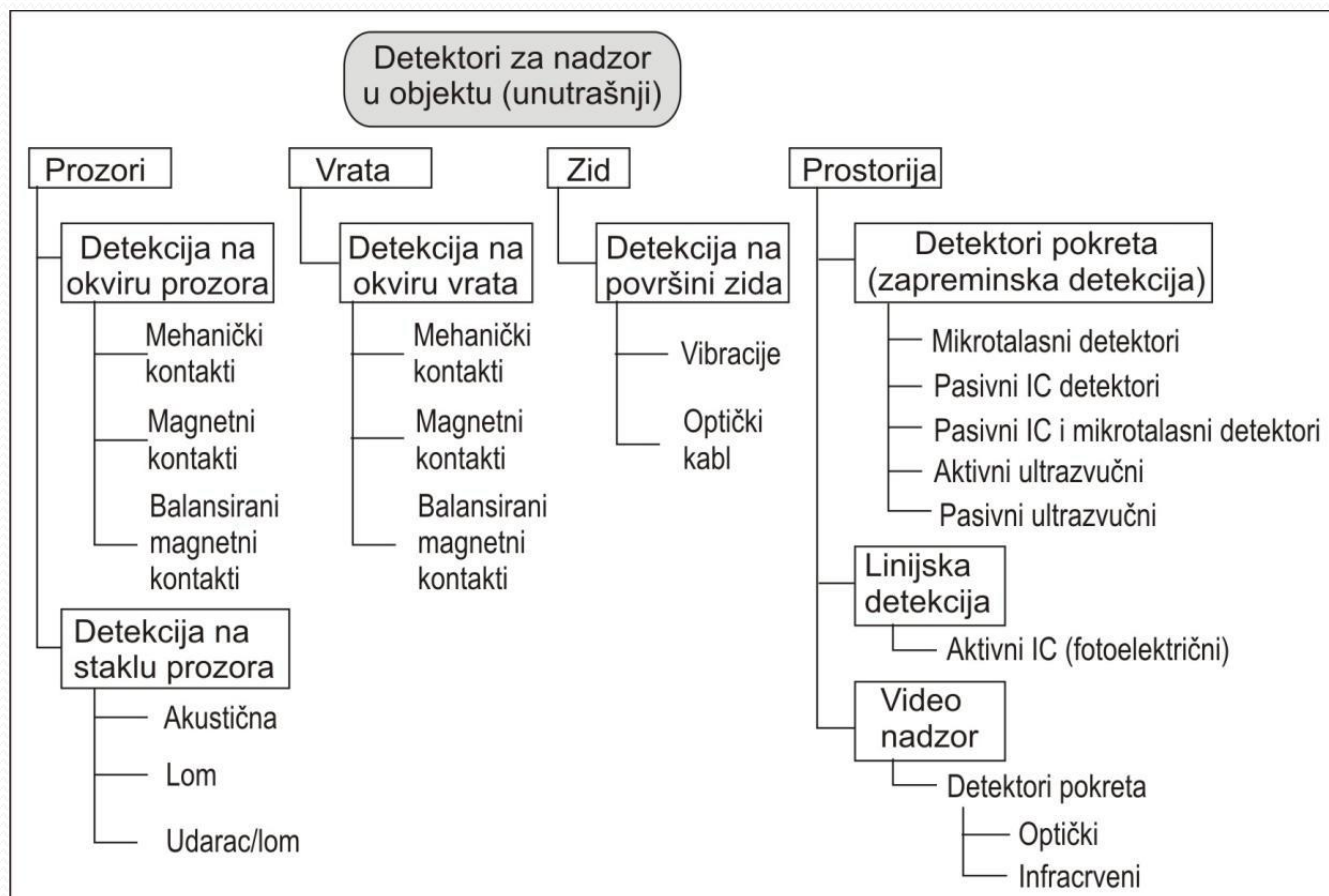 Detektori za nadzor
u objektu (unutrašnji)
Prozori
Detekcija na
okviru prozora
Mehanički
kontakti
Magnetni
kontakti
Balansirani
magnetni
kontakti
Detekcija na
staklu prozora
Akustična
Lom
Udarac/lom
Vrata
Detekcija na
okviru vrata
Mehanički
kontakti
Magnetni
kontakti
Balansirani
magnetni
kontakti
Zid
Detekcija na
površini zida
Vibracije
Optički
kabl
Prostorija
Detektori pokreta
(zapreminska detekcija)
Mikrotalasni detektori
Pasivni IC detektori
Pasivni IC i mikrotalasni detektori
Aktivni ultrazvučni
Pasivni ultrazvučni
Linijska
detekcija
Aktivni IC (fotoelektrični)
Video
nadzor
Detektori pokreta
Optički
Infracrveni